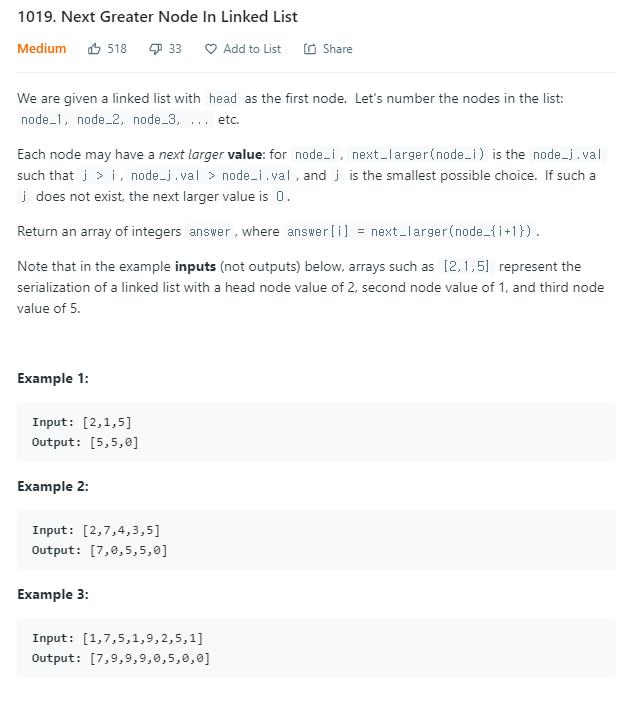 1019. Next Greater Node In Linked List
Medium 518 33 Add to List Share
We are given a linked list with head as the first node. Let's number the nodes in the list:
node_1, node_2, node_3, ... etc.
Each node may have a next larger value: for node_i, next_larger(node_i) is the node_j.val
such that j > i, node_j.val > node_i.val, and j is the smallest possible choice. If such a
j does not exist, the next larger value is 0.
Return an array of integers answer, where answer[i] = next_larger(node_{i+1}).
Note that in the example inputs (not outputs) below, arrays such as [2,1,5] represent the
serialization of a linked list with a head node value of 2, second node value of 1, and third node
value of 5.
Example 1:
Input: [2,1,5]
Output: [5,5,0]
Example 2:
Input: [2,7,4,3,5]
Output: [7,0,5,5,0]
Example 3:
Input: [1,7,5,1,9,2,5,1]
Output: [7,9,9,9,0,5,0,0]